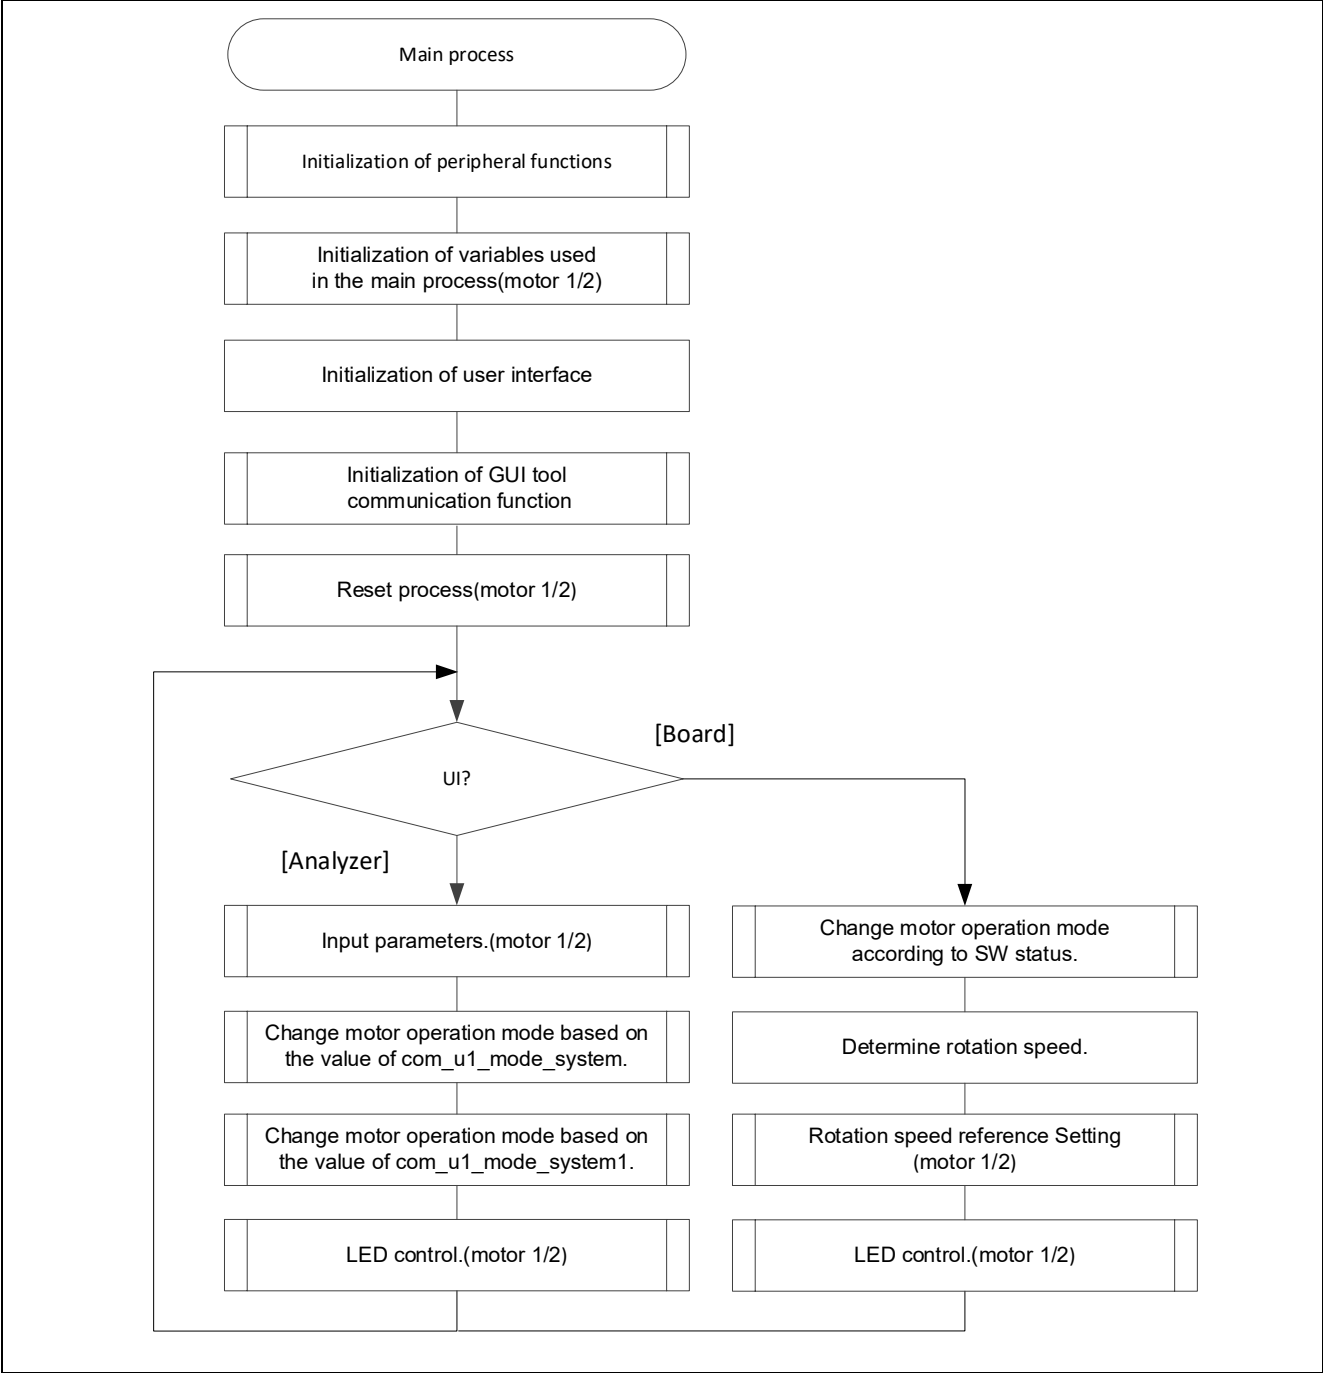 Main process
Initialization of peripheral functions
Initialization of variables used
in the main process(motor 1/2)
Initialization of user interface
Initialization of GUI tool
communication function
Reset process(motor 1/2)
[Board]
UI?
[Analyzer]
Input parameters.(motor 1/2)
Change motor operation mode based on
the value of com_u1_mode_system.
Change motor operation mode based on
the value of com_u1_mode_system1.
LED control.(motor 1/2)
Change motor operation mode
according to SW status.
Determine rotation speed.
Rotation speed reference Setting
(motor 1/2)
LED control.(motor 1/2)